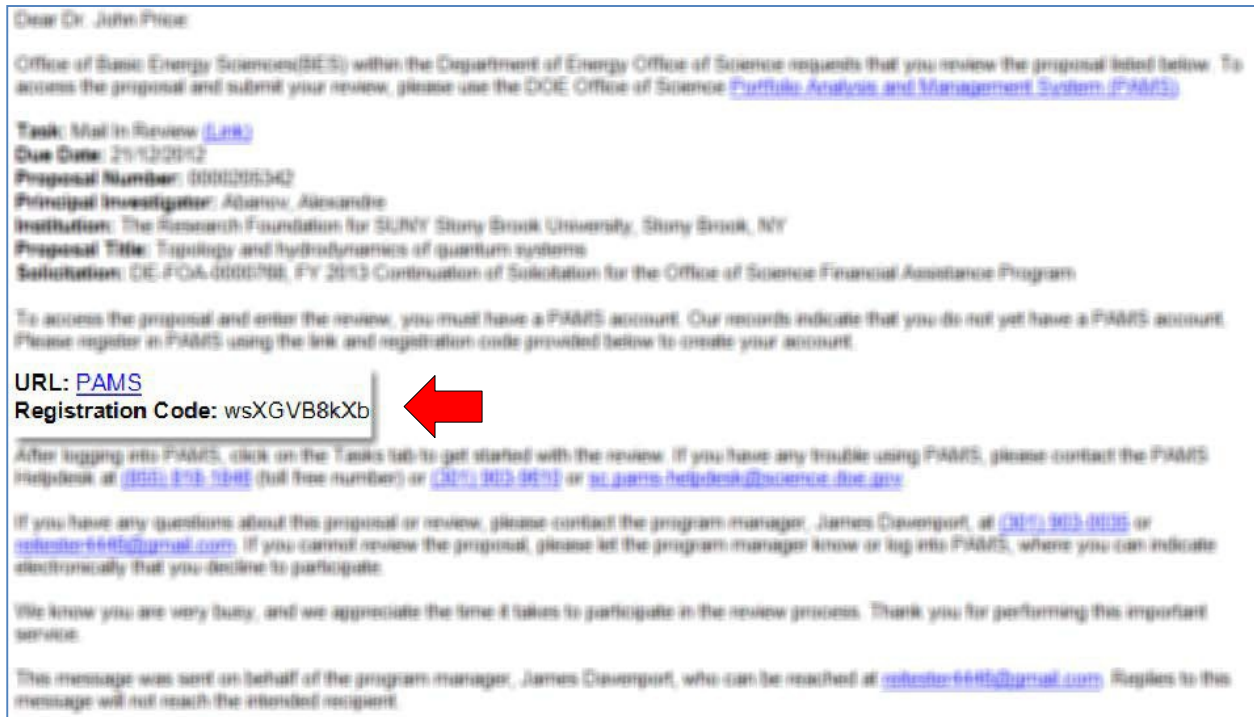 Dear Dr. John Price:
Office of Basic Energy Sciences(BES) within the Department of Energy Office of Science requests that you review the proposal listed below. To
access the proposal and submit your review, please use the DOE Office of Science Portfolio Analysis and Management System (PAMS).
Task: Mail In Review (Link)
Due Date: 21/12/2012
Proposal Number:
Principal Investigator: Abanov, Alexandre
Institution: The Research Foundation for SUNY Stony Brook University, Stony Brook, NY
Proposal Title: Topology and hydrodynamics of quantum systems
Solicitation: FY 2013 Continuation of Solicitation for the Office of Science Financial Assistance Program
To access the proposal and enter the review, you must have a PAMS account. Our records indicate that you do not yet have a PAMS account.
Please register in PAMS using the link and registration code provided below to create your account.
URL: PAMS
Registration Code: wsXGVB8kXb
After logging into PAMS, click on the Tasks tab to get started with the review. If you have any trouble using PAMS, please contact the PAMS
Helpdesk at (toll free number) or or sc.pams-helpdesk@science.doe.gov
If you have any questions about this proposal or review, please contact the program manager, James Davenport, at or
If you cannot review the proposal, please let the program manager know or log into PAMS, where you can indicate
electronically that you decline to participate.
We know you are very busy, and we appreciate the time it takes to participate in the review process. Thank you for performing this important
service.
This message was sent on behalf of the program manager, James Davenport, who can be reached at Replies to this
message will not reach the intended recipient.